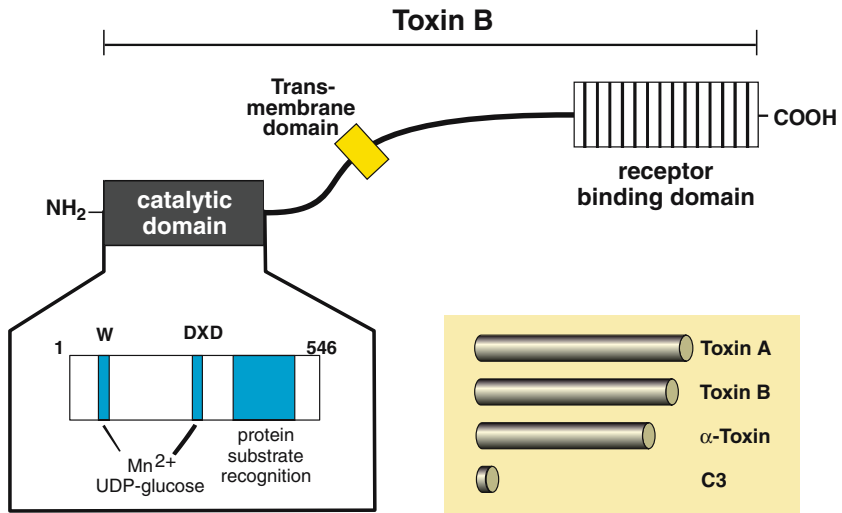 Toxin B
Trans-
membrane
domain
COOH
receptor
binding domain
NH2
catalytic
domain
W
DXD
1
546
protein
substrate
recognition
Mn2+
UDP-glucose
Toxin A
Toxin B
α-Toxin
C3